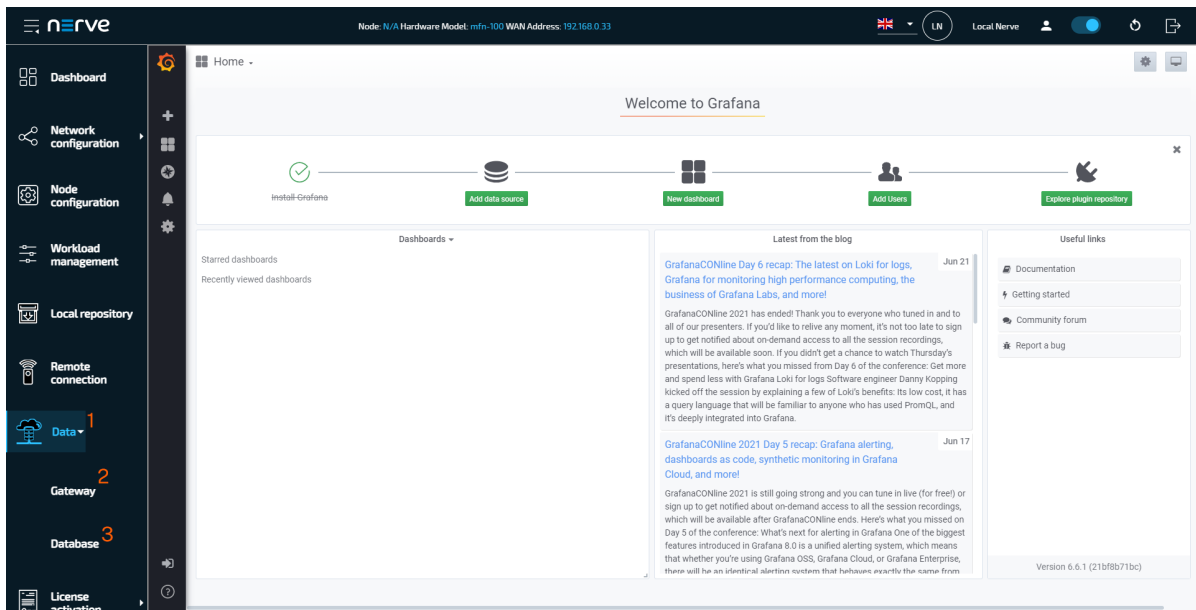 nerve
Node: N/A Hardware Model: mfn-100 WAN Address: 192.168.0.33
LN
Local Nerve
Dashboard
Network
configuration
Node
configuration
Workload
management
Local repository
Remote
connection
Data
1
Gateway
2
Database
3
License
activation
Home
Welcome to Grafana
Install Grafana
Add data source
New dashboard
Add Users
Explore plugin repository
Dashboards
Starred dashboards
Recently viewed dashboards
Latest from the blog
GrafanaCONline Day 6 recap: The latest on Loki for logs,
Jun 21
Grafana for monitoring high performance computing, the
business of Grafana Labs, and more!
GrafanaCONline 2021 has ended! Thank you to everyone who tuned in and to
all of our presenters. If you'd like to relive any moment, it's not too late to sign
up to get notified about on-demand access to all the session recordings,
which will be available soon. If you didn't get a chance to watch Thursday's
presentations, here's what you missed from Day 6 of the conference: Get more
and spend less with Grafana Loki for logs Software engineer Danny Kopping
kicked off the session by explaining a few of Loki's benefits: Its low cost, it has
a query language that will be familiar to anyone who has used PromQL, and
it's deeply integrated into Grafana.
GrafanaCONline 2021 Day 5 recap: Grafana alerting,
Jun 17
dashboards as code, synthetic monitoring in Grafana
Cloud, and more!
GrafanaCONline 2021 is still going strong and you can tune in live (for free!) or
sign up to get notified about on-demand access to all the session recordings,
which will be available after GrafanaCONline ends. Here's what you missed on
Day 5 of the conference: What's next for alerting in Grafana One of the biggest
features introduced in Grafana 8.0 is a unified alerting system, which means
that whether you're using Grafana OSS, Grafana Cloud, or Grafana Enterprise,
there will be an identical alerting system that behaves exactly the same from
Useful links
Documentation
Getting started
Community forum
Report a bug
Version 6.6.1 (21bf8b71bc)